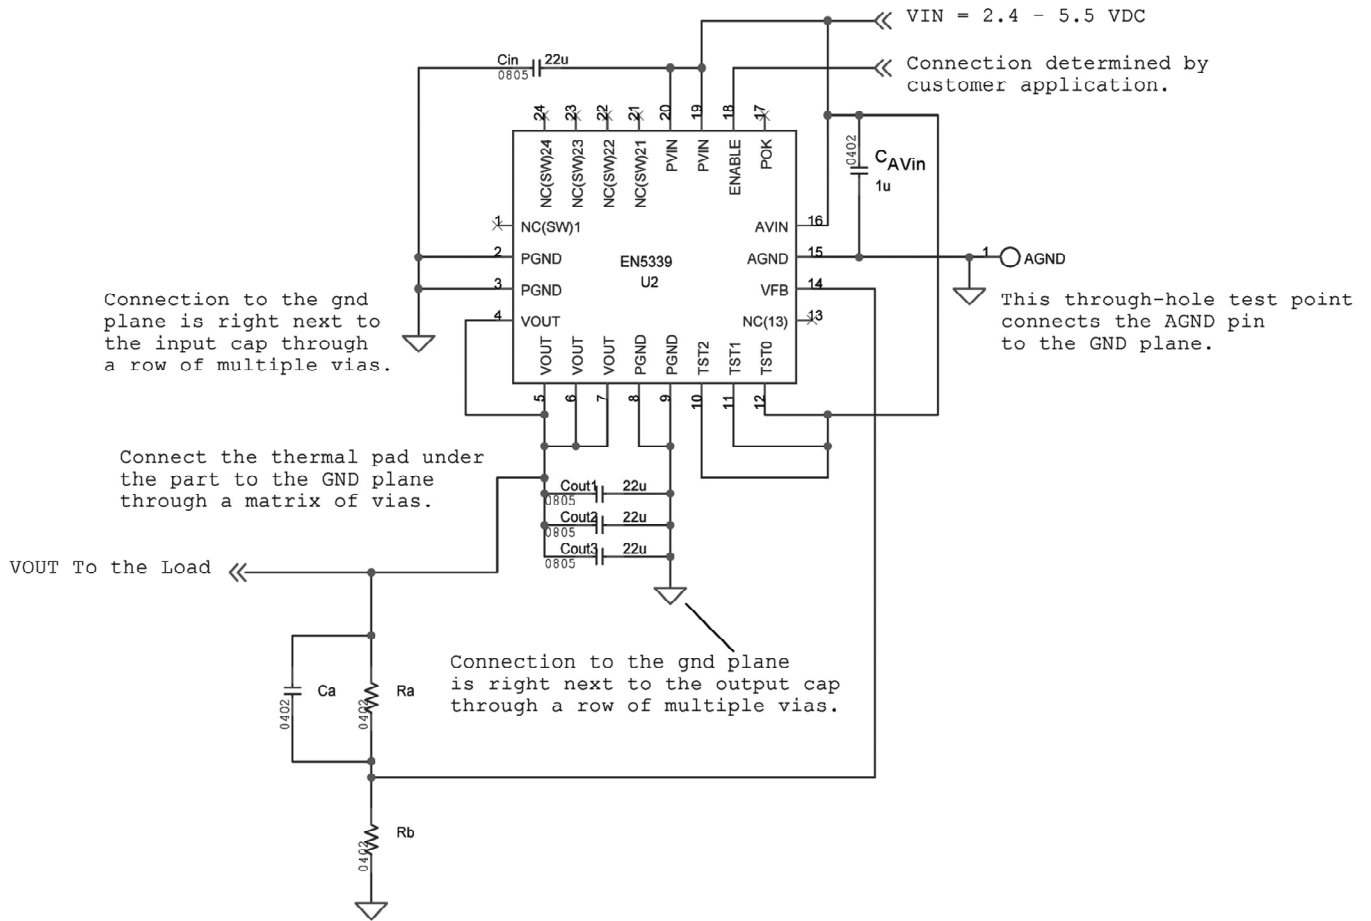 VIN = 2.4 – 5.5 VDC
Cin
22u
0805
Connection determined by
customer application.
24
23
22
21
20
19
18
17
NC(SW)24
NC(SW)23
NC(SW)22
NC(SW)21
PVIN
PVIN
ENABLE
POK
0402
CAVin
1u
1
NC(SW)1
AVIN
16
2
PGND
EN5339
AGND
15
1
AGND
U2
3
PGND
VFB
14
4
VOUT
NC(13)
13
Connection to the gnd
plane is right next to
the input cap through
a row of multiple vias.
This through-hole test point
connects the AGND pin
to the GND plane.
VOUT
VOUT
VOUT
PGND
PGND
TST2
TST1
TST0
5
6
7
8
9
10
11
12
Connect the thermal pad under
the part to the GND plane
through a matrix of vias.
Cout1
22u
0805
Cout2
22u
0805
Cout3
22u
0805
VOUT To the Load
Connection to the gnd plane
is right next to the output cap
through a row of multiple vias.
Ca
0402
Ra
0402
Rb
0402